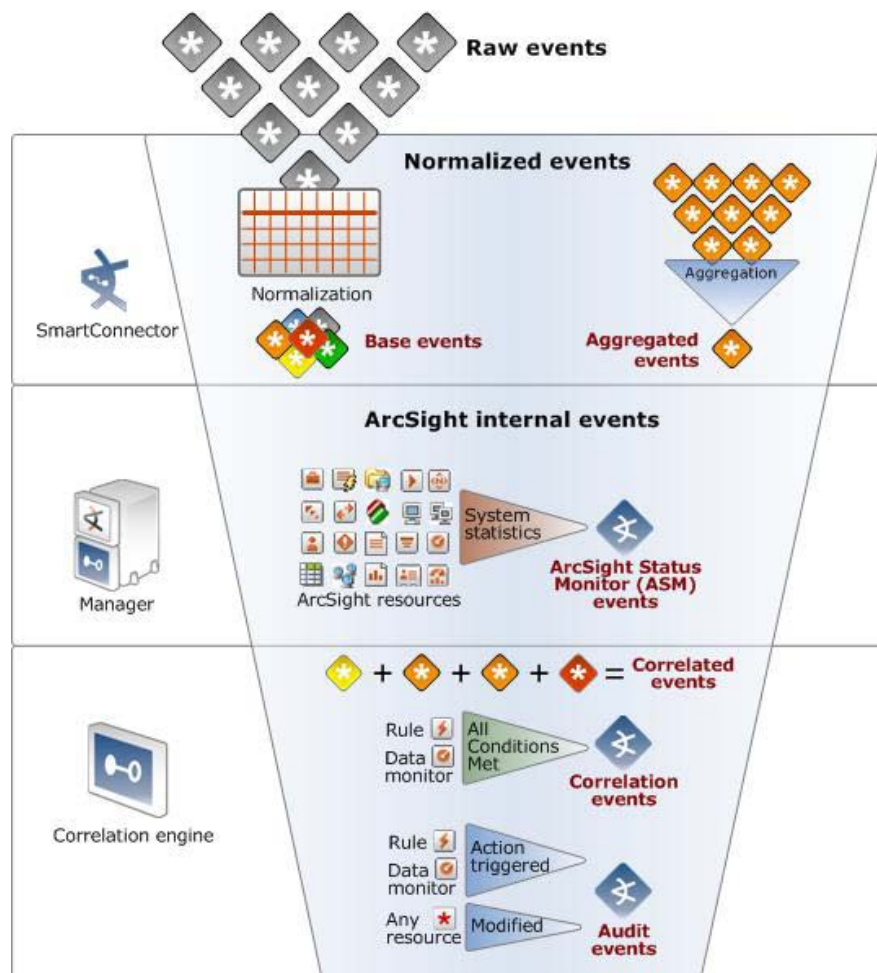 Raw events
Normalized events
Normalization
Aggregation
SmartConnector
Base events
Aggregated
events
ArcSight internal events
System
statistics
ArcSight Status
Monitor (ASM)
events
ArcSight resources
Manager
+ + + = Correlated
events
Rule
Data
monitor
All
Conditions
Met
Correlation
events
Correlation engine
Rule
Data
monitor
Action
triggered
Any
resource
Modified
Audit
events